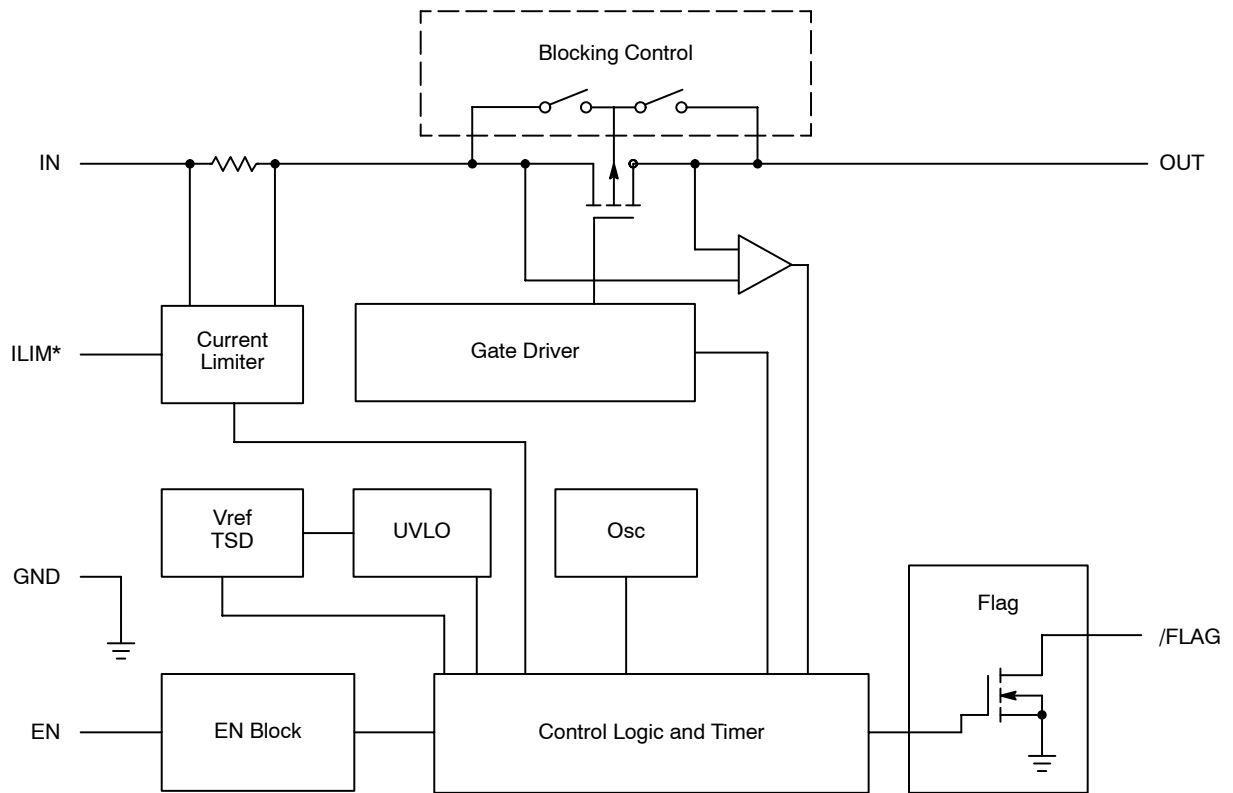 Blocking Control
IN
OUT
Current
Limiter
ILIM*
Gate Driver
Vref
TSD
UVLO
Osc
GND
Flag
/FLAG
EN
EN Block
Control Logic and Timer